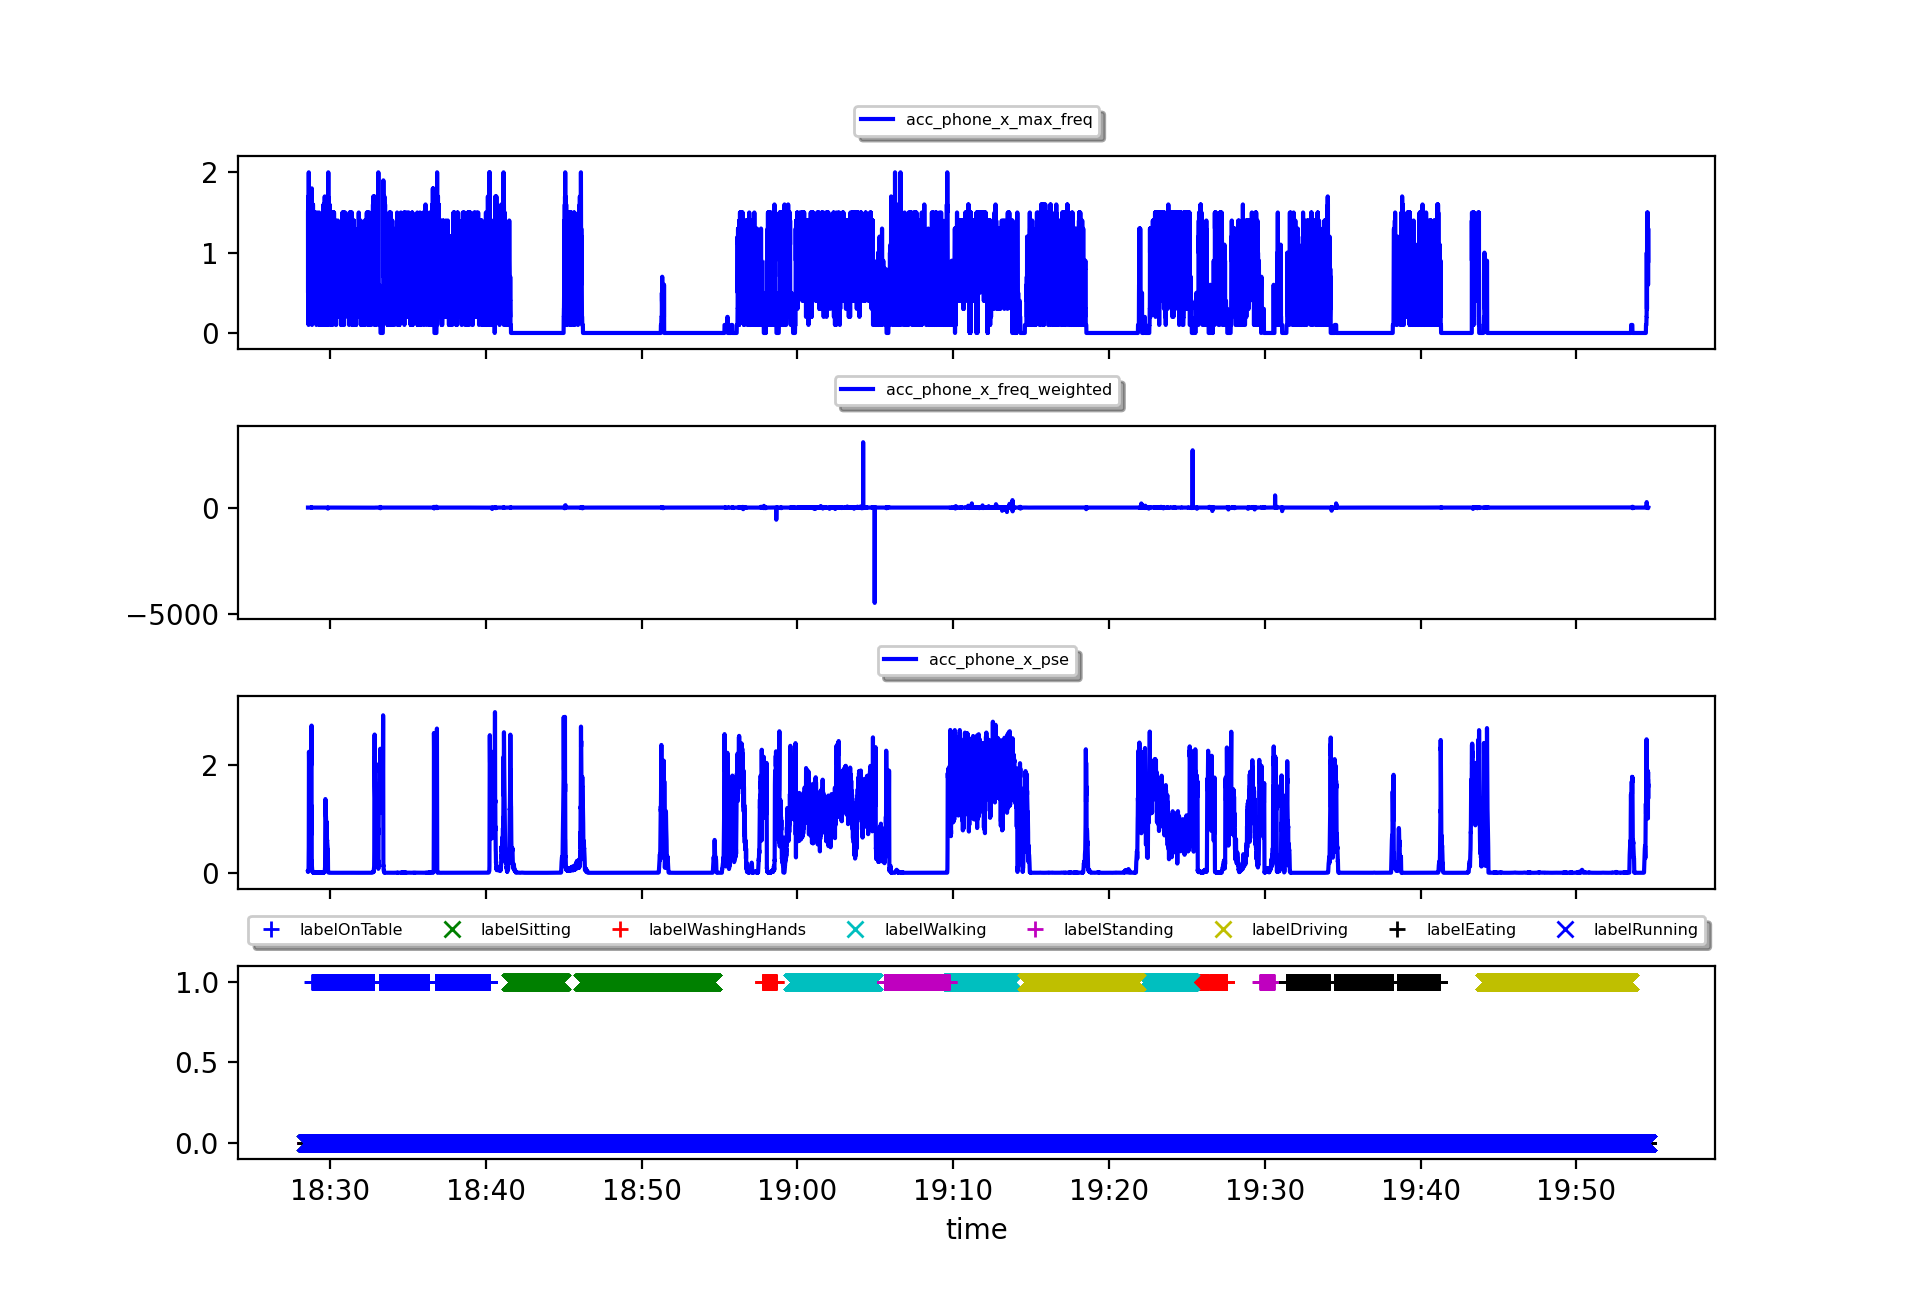 acc_phone_x_max_freq
2
1
0
acc_phone_x_freq_weighted
0
−5000
acc_phone_x_pse
2
0
labelOnTable labelSitting labelWashingHands labelWalking labelStanding labelDriving labelEating labelRunning
1.0
0.5
0.0
18:30 18:40 18:50 19:00 19:10 19:20 19:30 19:40 19:50
time